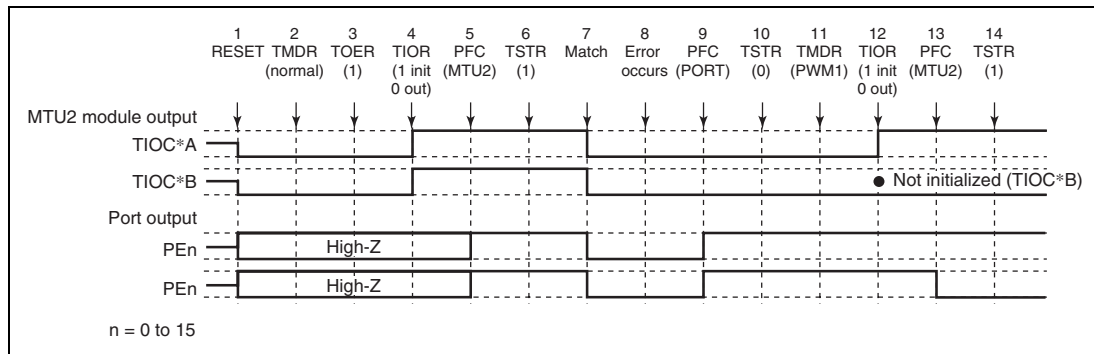 1 2 3 4 5 6 7 8 9 10 11 12 13 14
RESET TMDR TOER TIOR PFC TSTR Match Error PFC TSTR TMDR TIOR PFC TSTR
(normal) (1) (1 init (MTU2) (1) occurs (PORT) (0) (PWM1) (1 init (MTU2) (1)
0 out) 0 out)
MTU2 module output
TIOC*A
TIOC*B
● Not initialized (TIOC*B)
Port output
PEn
High-Z
PEn
High-Z
n = 0 to 15